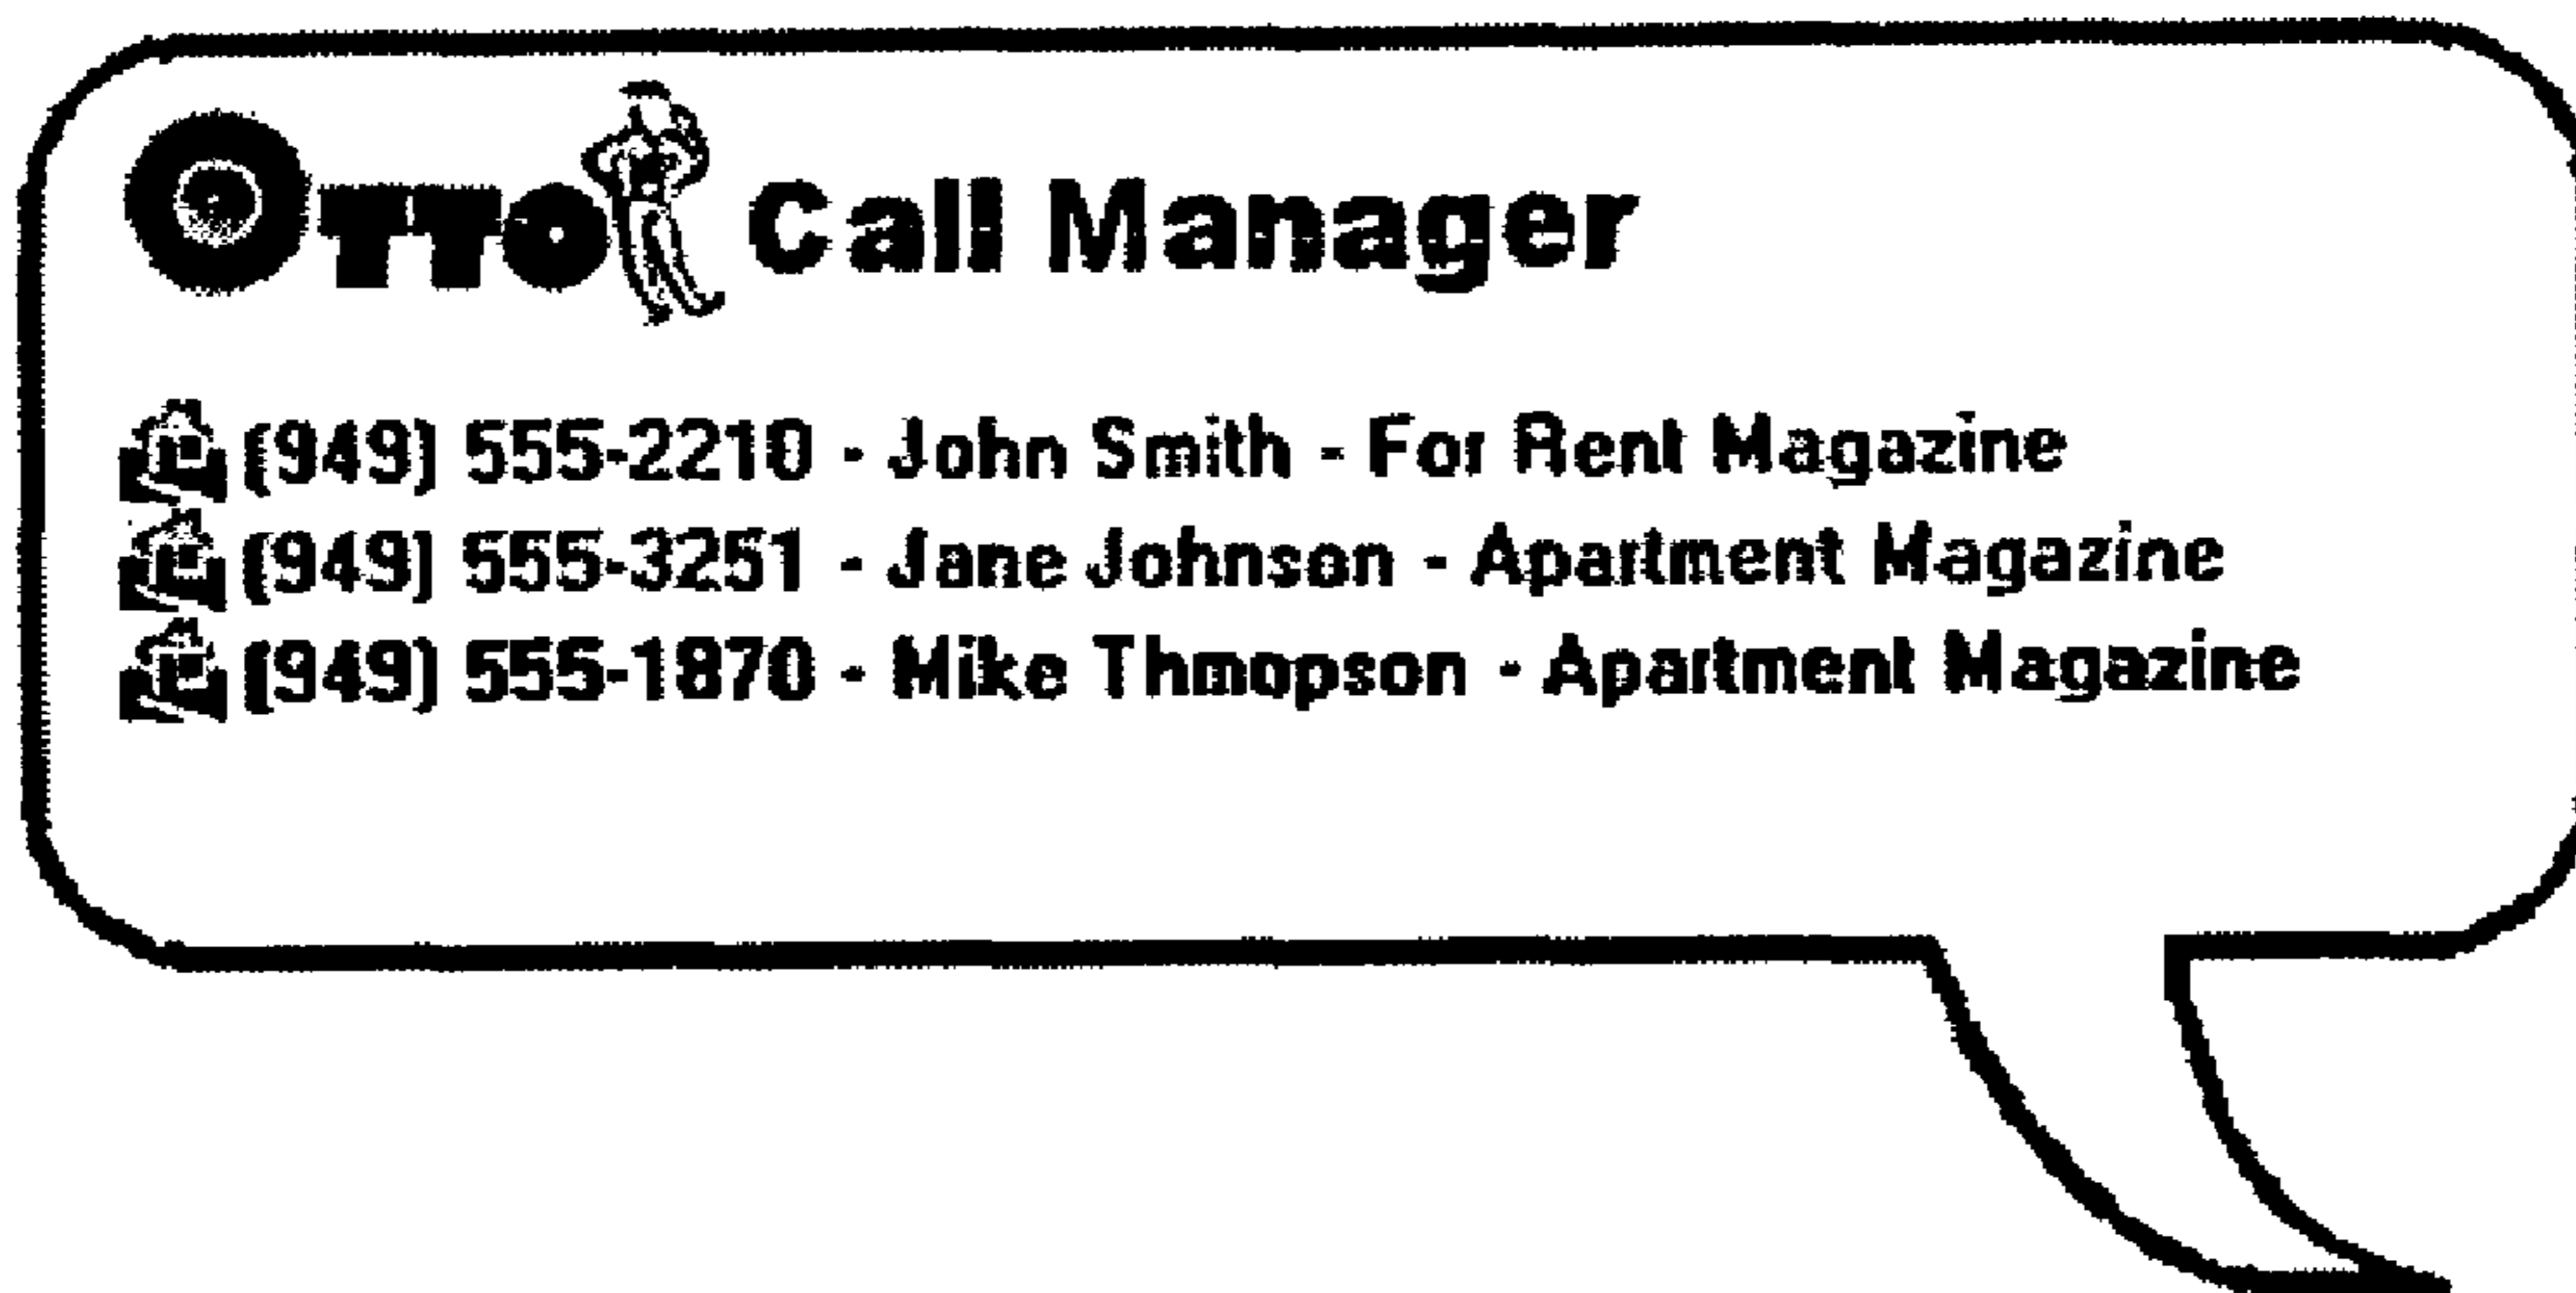 OTTO Call Manager
(949) 555-2210 - John Smith - For Rent Magazine
(949) 555-3251 - Jane Johnson - Apartment Magazine
(949) 555-1870 - Mike Thmopson - Apartment Magazine